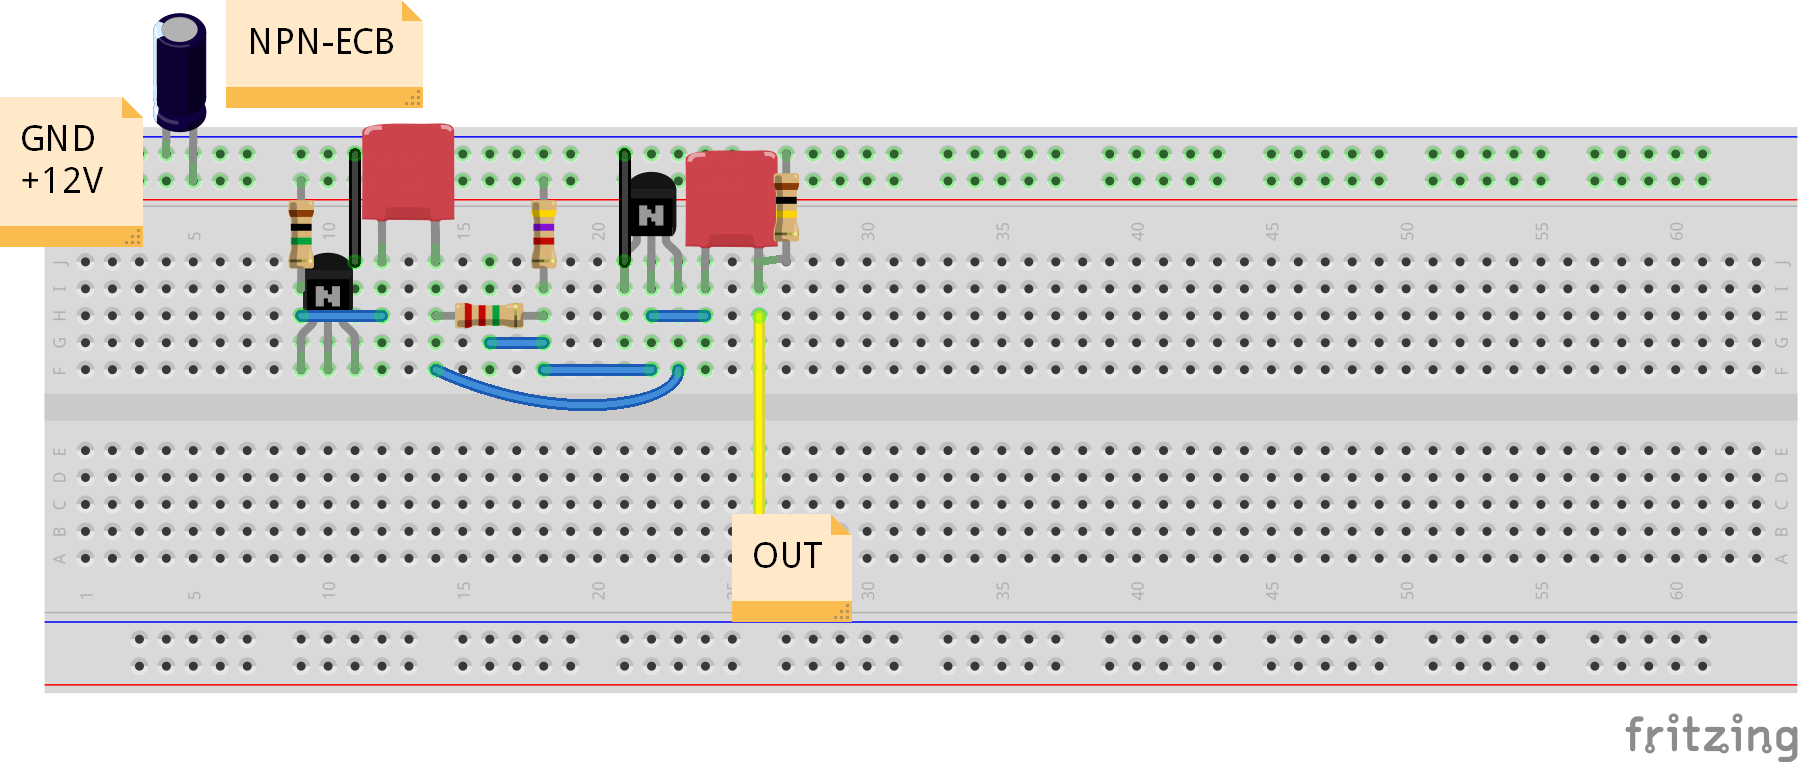 NPN-ECB
GND
+12V
5 10 15 20 30 35 40 45 50 55 60
J J
I I
H H
G G
F F
E E
D D
C C
B B
A A
OUT
1 5 10 15 20 30 35 40 45 50 55 60
N
N
fritzing